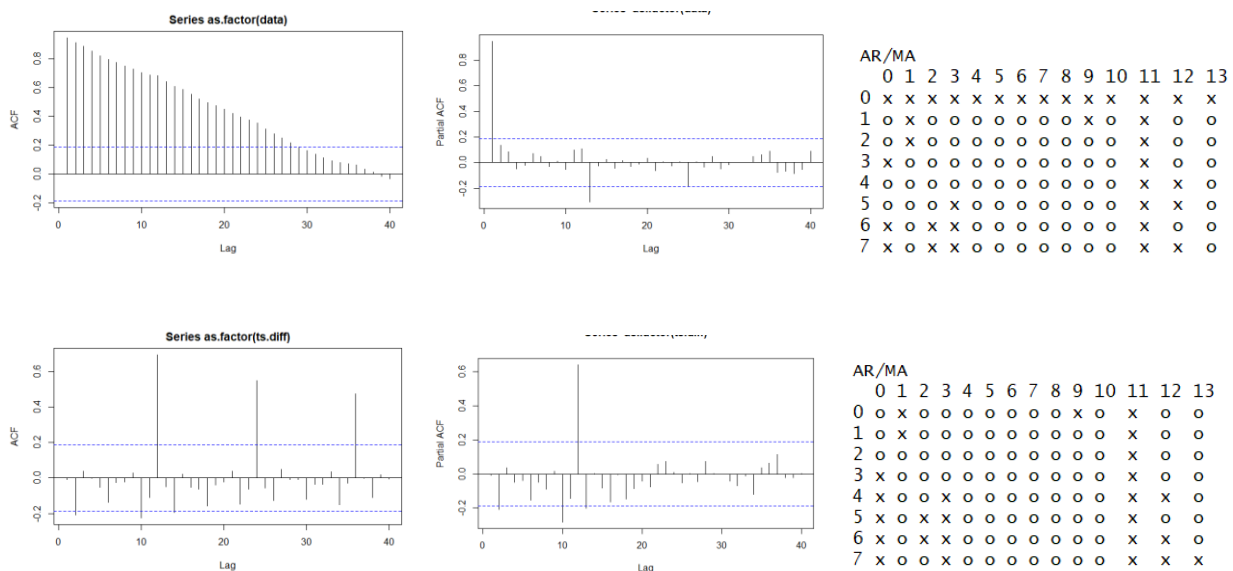 Series as.factor(data)
ACF
0.8
0.6
0.4
0.2
0.0
-0.2
0 10 20 30 40
Lag
Partial ACF
0.8
0.6
0.4
0.2
0.0
-0.2
0 10 20 30 40
Lag
AR/MA
0 1 2 3 4 5 6 7 8 9 10 11 12 13
0 x x x x x x x x x x x x x x
1 o x o o o o o o o x o x o o
2 o x o o o o o o o o o x o o
3 x o o o o o o o o o o x o o
4 o o o o o o o o o o o x x o
5 o o o x o o o o o o o x x o
6 x o x x o o o o o o o x x o
7 x o x x o o o o o o o x x o
Series as.factor(ts.diff)
ACF
0.6
0.4
0.2
0.0
-0.2
0 10 20 30 40
Lag
Partial ACF
0.6
0.4
0.2
0.0
-0.2
0 10 20 30 40
Lag
AR/MA
0 1 2 3 4 5 6 7 8 9 10 11 12 13
0 o x o o o o o o o x o x o o
1 o x o o o o o o o o o x o o
2 o o o o o o o o o o o x o o
3 x o o o o o o o o o o x o o
4 x o o x o o o o o o o x x o
5 x o x x o o o o o o o x x o
6 x o x x o o o o o o o x x o
7 x o o x o o o o o o o x x x